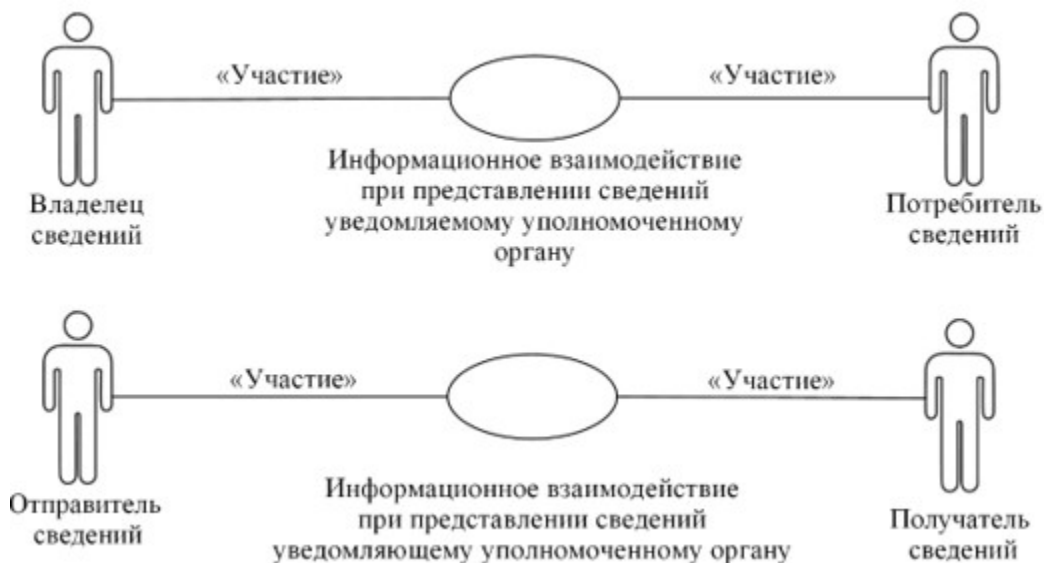 «Участие»
«Участие»
Информационное взаимодействие
при представлении сведений
уведомляемому уполномоченному
органу
Владелец
сведений
Потребитель
сведений
«Участие»
«Участие»
Информационное взаимодействие
при представлении сведений
уведомляющему уполномоченному органу
Отправитель
сведений
Получатель
сведений